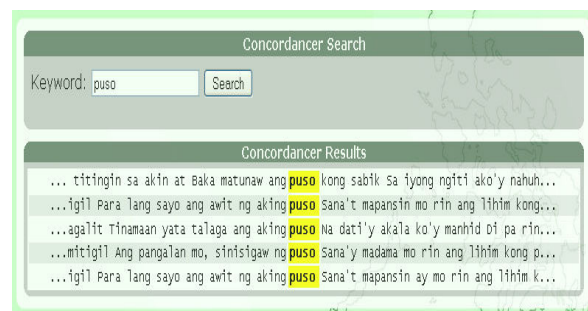 Concordancer Search
Keyword: puso Search
Concordancer Results
... titingin sa akin at Baka matunaw ang puso kong sabik Sa iyong ngiti ako'y nahuh...
...igil Para lang sayo ang awit ng aking puso Sana't mapansin mo rin ang lihim kong...
...agalit Tinamaan yata talaga ang aking puso Na dati'y akala ko'y manhid Di pa rin...
...mitigil Ang pangalan mo, sinisigaw ng puso Sana'y madama mo rin ang lihim kong p...
...igil Para lang sayo ang awit ng aking puso Sana't mapansin ay mo rin ang lihim k...